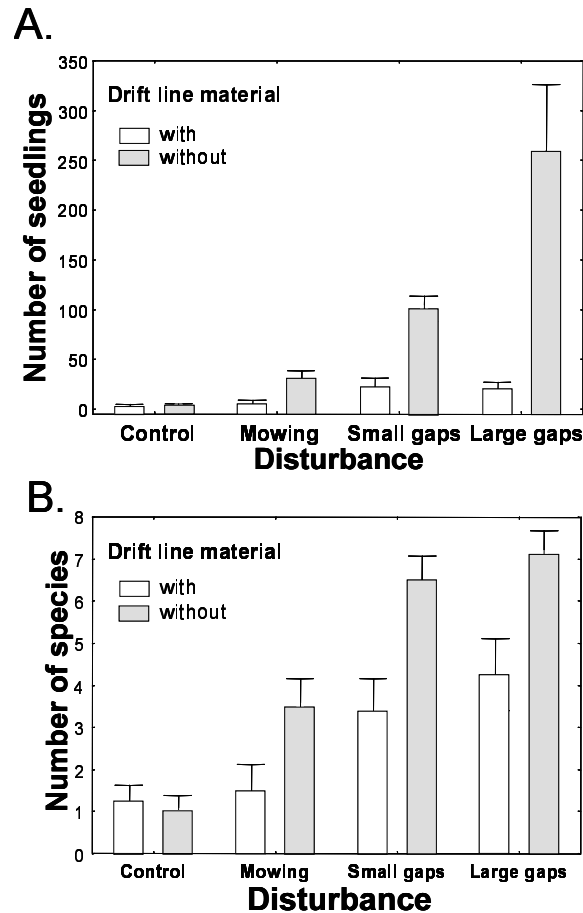 A.
350
300
250
200
150
100
50
0
Number of seedlings
Drift line material
with
without
Control Mowing Small gaps Large gaps
Disturbance
B.
8
7
6
5
4
3
2
1
0
Number of species
Drift line material
with
without
Control Mowing Small gaps Large gaps
Disturbance